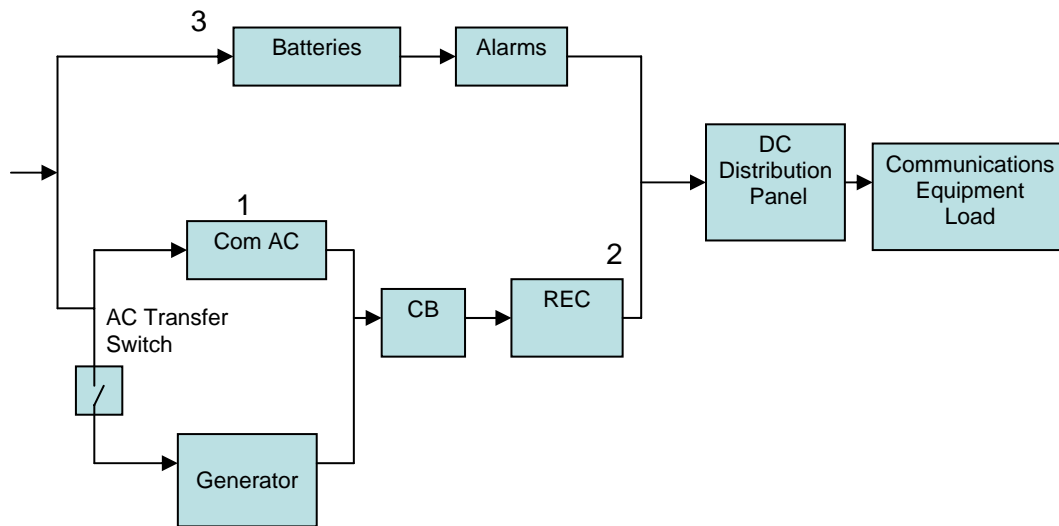 3
Batteries
Alarms
DC
Distribution
Panel
Communications
Equipment
Load
1
Com AC
2
CB
REC
AC Transfer
Switch
Generator